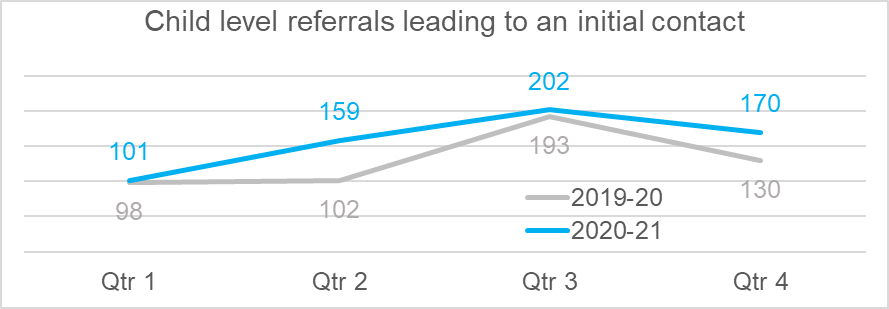 Child level referrals leading to an initial contact
101
159
202
170
98
102
193
130
2019-20
2020-21
Qtr 1
Qtr 2
Qtr 3
Qtr 4